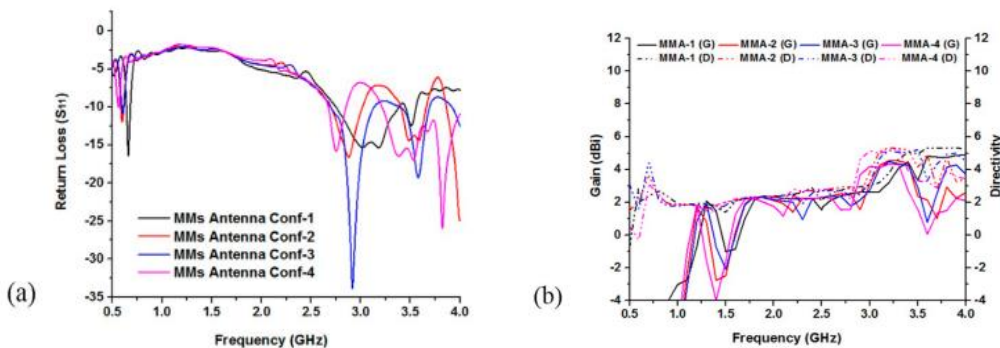 0
-5
-10
-15
-20
-25
-30
-35
Return Loss (S11)
MMs Antenna Conf-1
MMs Antenna Conf-2
MMs Antenna Conf-3
MMs Antenna Conf-4
0.5 1.0 1.5 2.0 2.5 3.0 3.5 4.0
Frequency (GHz)
(a)
MMA-1 (G) MMA-2 (G) MMA-3 (G) MMA-4 (G)
MMA-1 (D) MMA-2 (D) MMA-3 (D) MMA-4 (D)
12
10
8
6
4
2
0
-2
-4
Gain (dBi)
12
10
8
6
4
2
0
-2
-4
Directivity
0.5 1.0 1.5 2.0 2.5 3.0 3.5 4.0
Frequency (GHz)
(b)